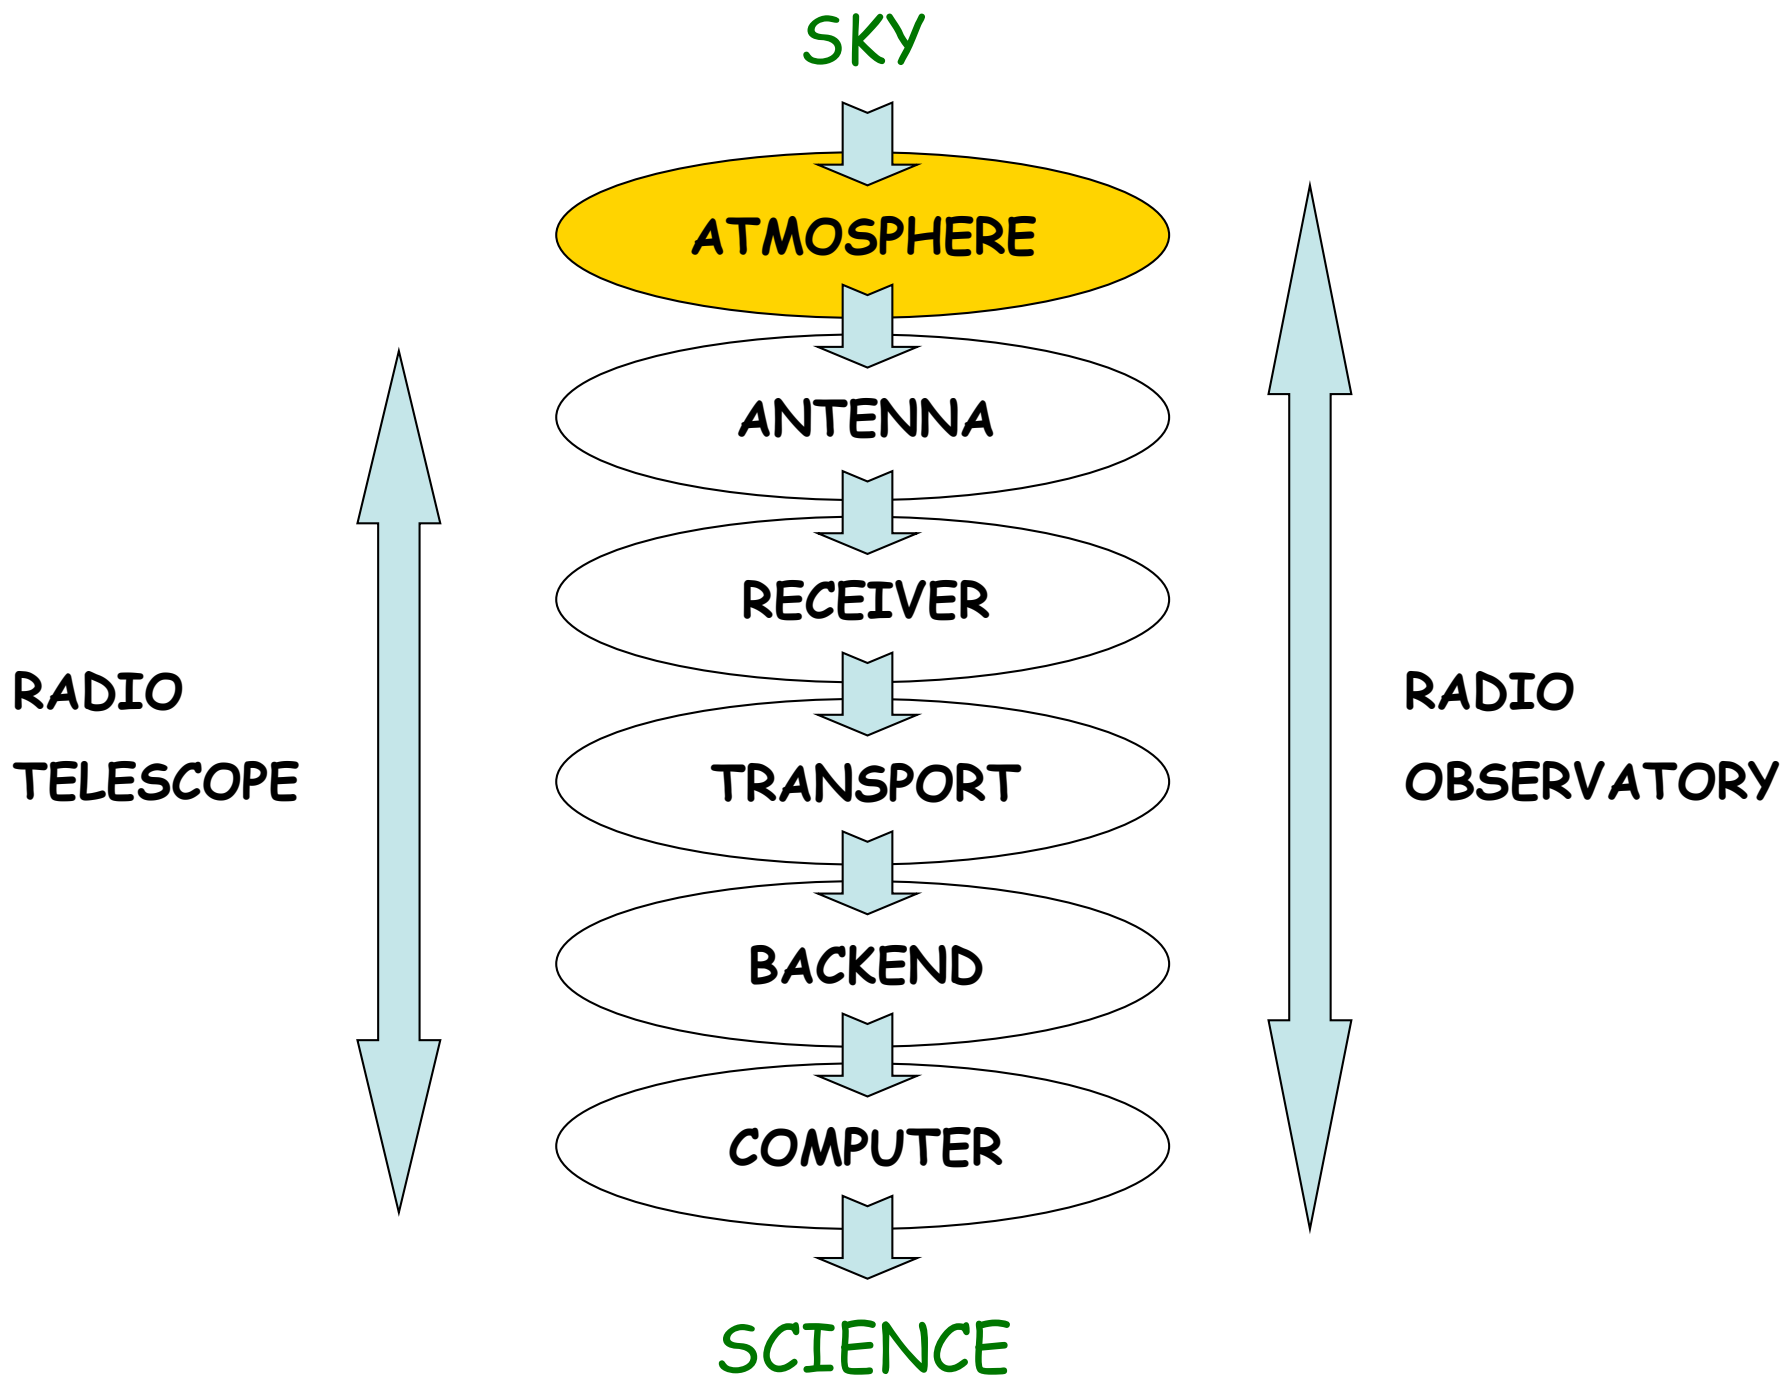 SKY
ATMOSPHERE
ANTENNA
RECEIVER
TRANSPORT
BACKEND
COMPUTER
SCIENCE
RADIO
TELESCOPE
RADIO
OBSERVATORY